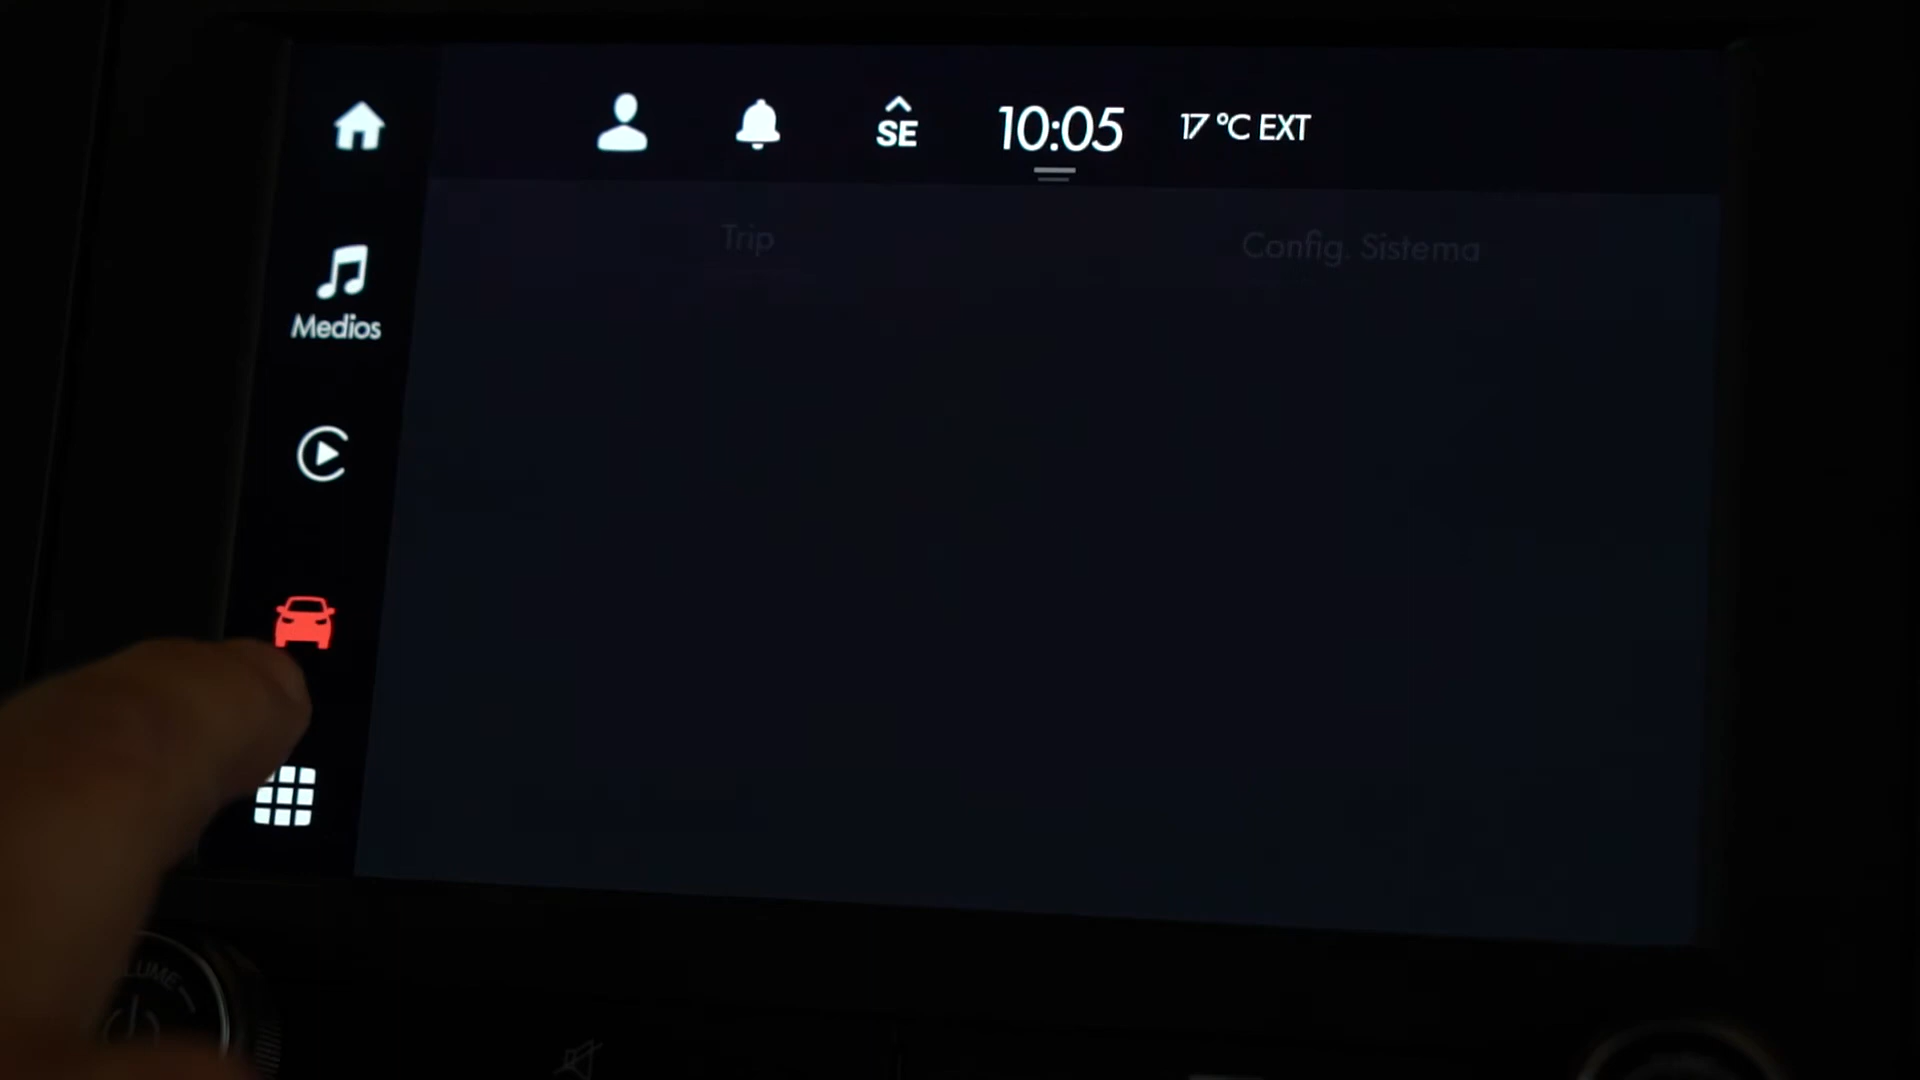 SE
10:05
17 °C EXT
Trip
Config. Sistema
Medios